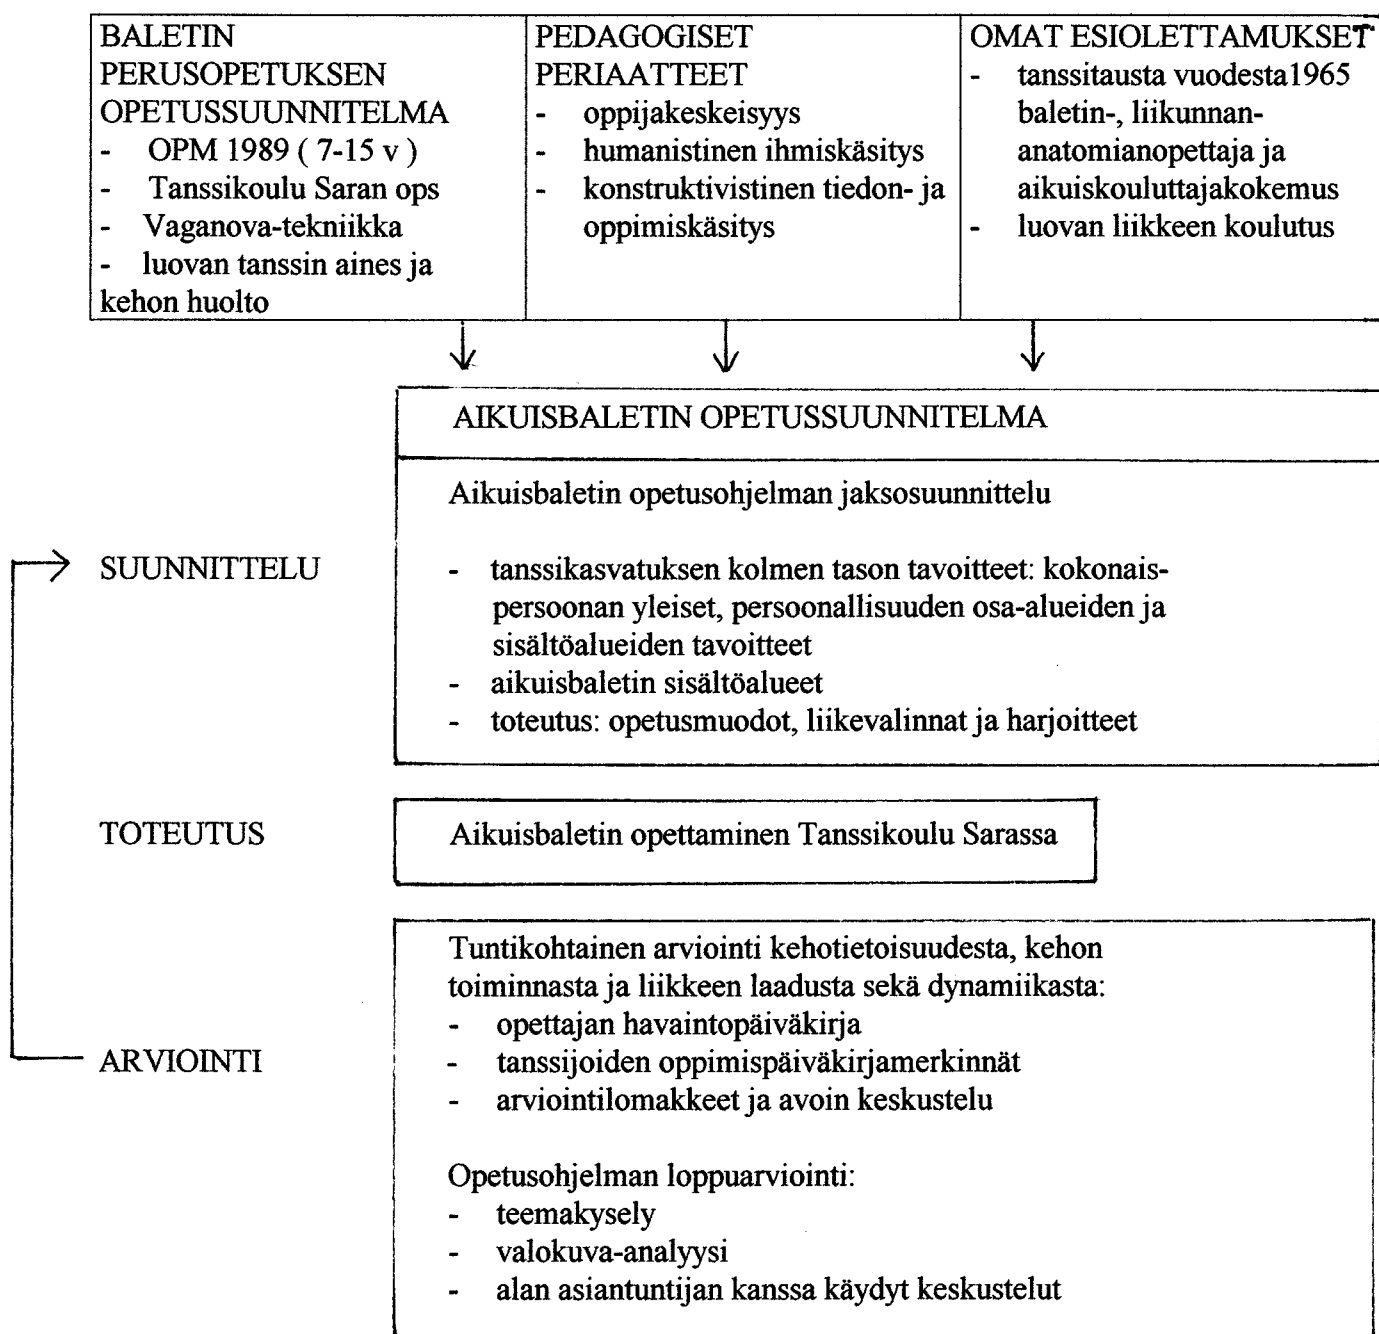 BALETIN
PERUSOPETUKSEN
OPETUSSUUNNITELMA
- OPM 1989 ( 7-15 v )
- Tanssikoulu Saran ops
- Vaganova-tekniikka
- luovan tanssin aines ja
kehon huolto
PEDAGOGISET
PERIAATTEET
- oppijakeskeisyys
- humanistinen ihmiskäsitys
- konstruktivistinen tiedon- ja
oppimiskäsitys
OMAT ESIOLETTAMUKSET
- tanssitausta vuodesta1965
baletin-, liikunnan-
anatomianopettaja ja
aikuiskouluttajakokemus
- luovan liikkeen koulutus
AIKUISBALETIN OPETUSSUUNNITELMA
Aikuisbaletin opetusohjelman jaksosuunnittelu
SUUNNITTELU
- tanssikasvatuksen kolmen tason tavoitteet: kokonais-
persoonan yleiset, persoonallisuuden osa-alueiden ja
sisältöalueiden tavoitteet
- aikuisbaletin sisältöalueet
- toteutus: opetusmuodot, liikevalinnat ja harjoitteet
TOTEUTUS
Aikuisbaletin opettaminen Tanssikoulu Sarassa
ARVIOINTI
Tuntikohtainen arviointi kehotietoisuudesta, kehon
toiminnasta ja liikkeen laadusta sekä dynamiikasta:
- opettajan havaintopäiväkirja
- tanssijoiden oppimispäiväkirjamerkinnät
- arviointilomakkeet ja avoin keskustelu
Opetusohjelman loppuarviointi:
- teemakysely
- valokuva-analyysi
- alan asiantuntijan kanssa käydyt keskustelut